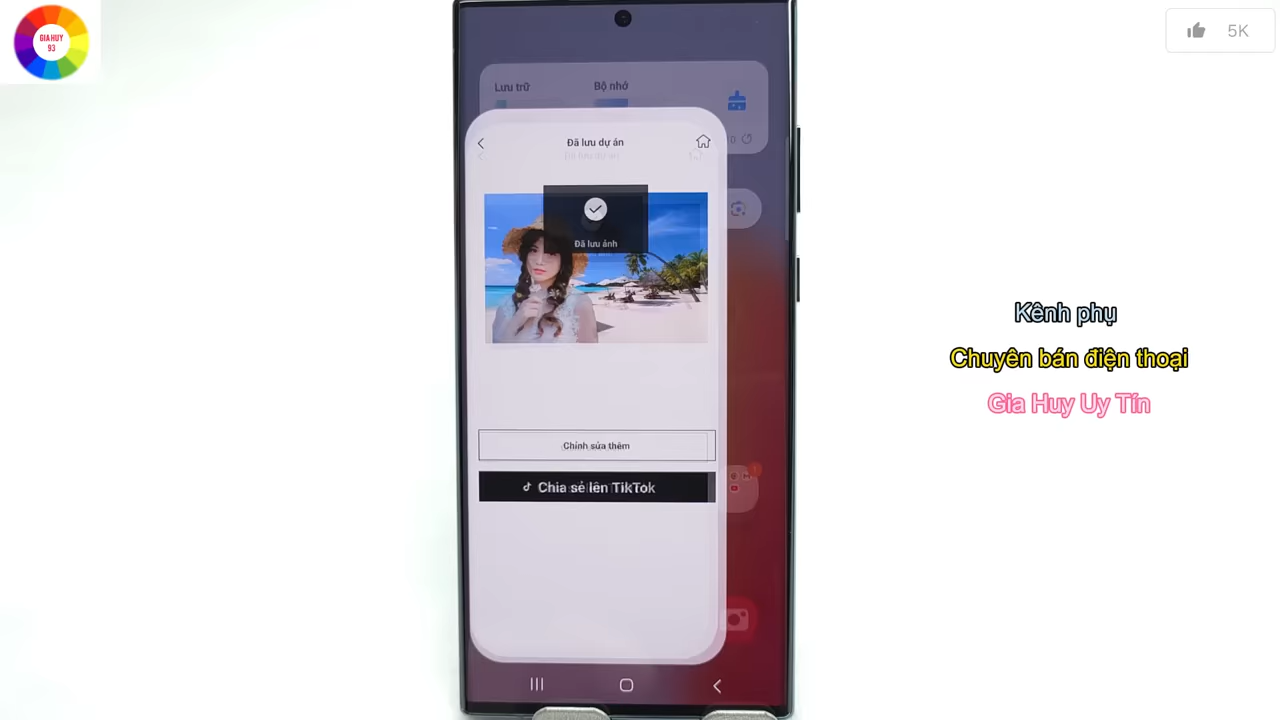 GIA HUY
93
5K
Lưu trữ
Bộ nhớ
Đã lưu dự án
Đã lưu ảnh
Chỉnh sửa thêm
Chia sẻ lên TikTok
Kênh phụ
Chuyên bán điện thoại
Gia Huy Uy Tín